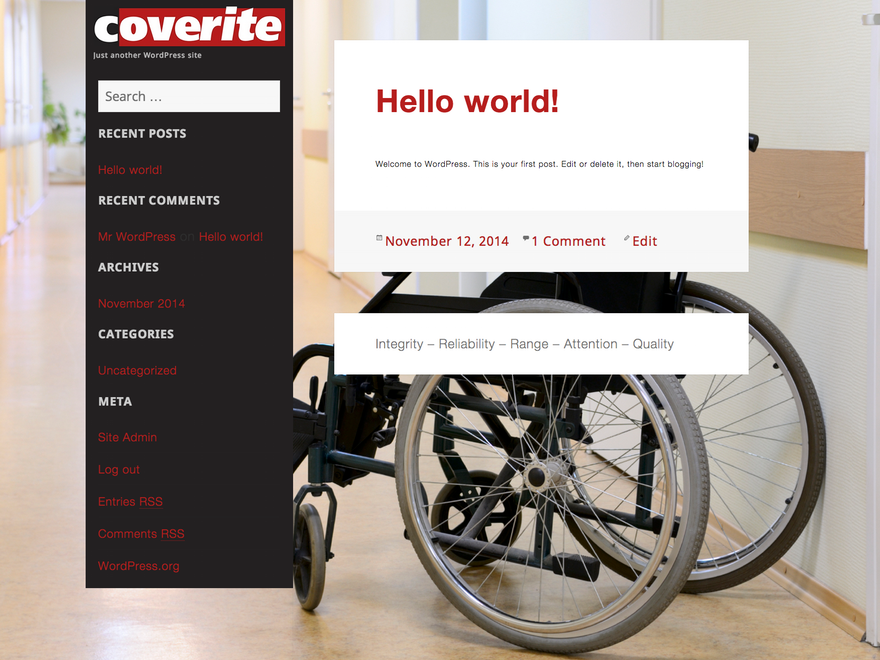 coverite
Just another WordPress site
Search …
RECENT POSTS
Hello world!
RECENT COMMENTS
Mr WordPress on Hello world!
ARCHIVES
November 2014
CATEGORIES
Uncategorized
META
Site Admin
Log out
Entries RSS
Comments RSS
WordPress.org
Hello world!
Welcome to WordPress. This is your first post. Edit or delete it, then start blogging!
November 12, 2014 1 Comment Edit
Integrity – Reliability – Range – Attention – Quality